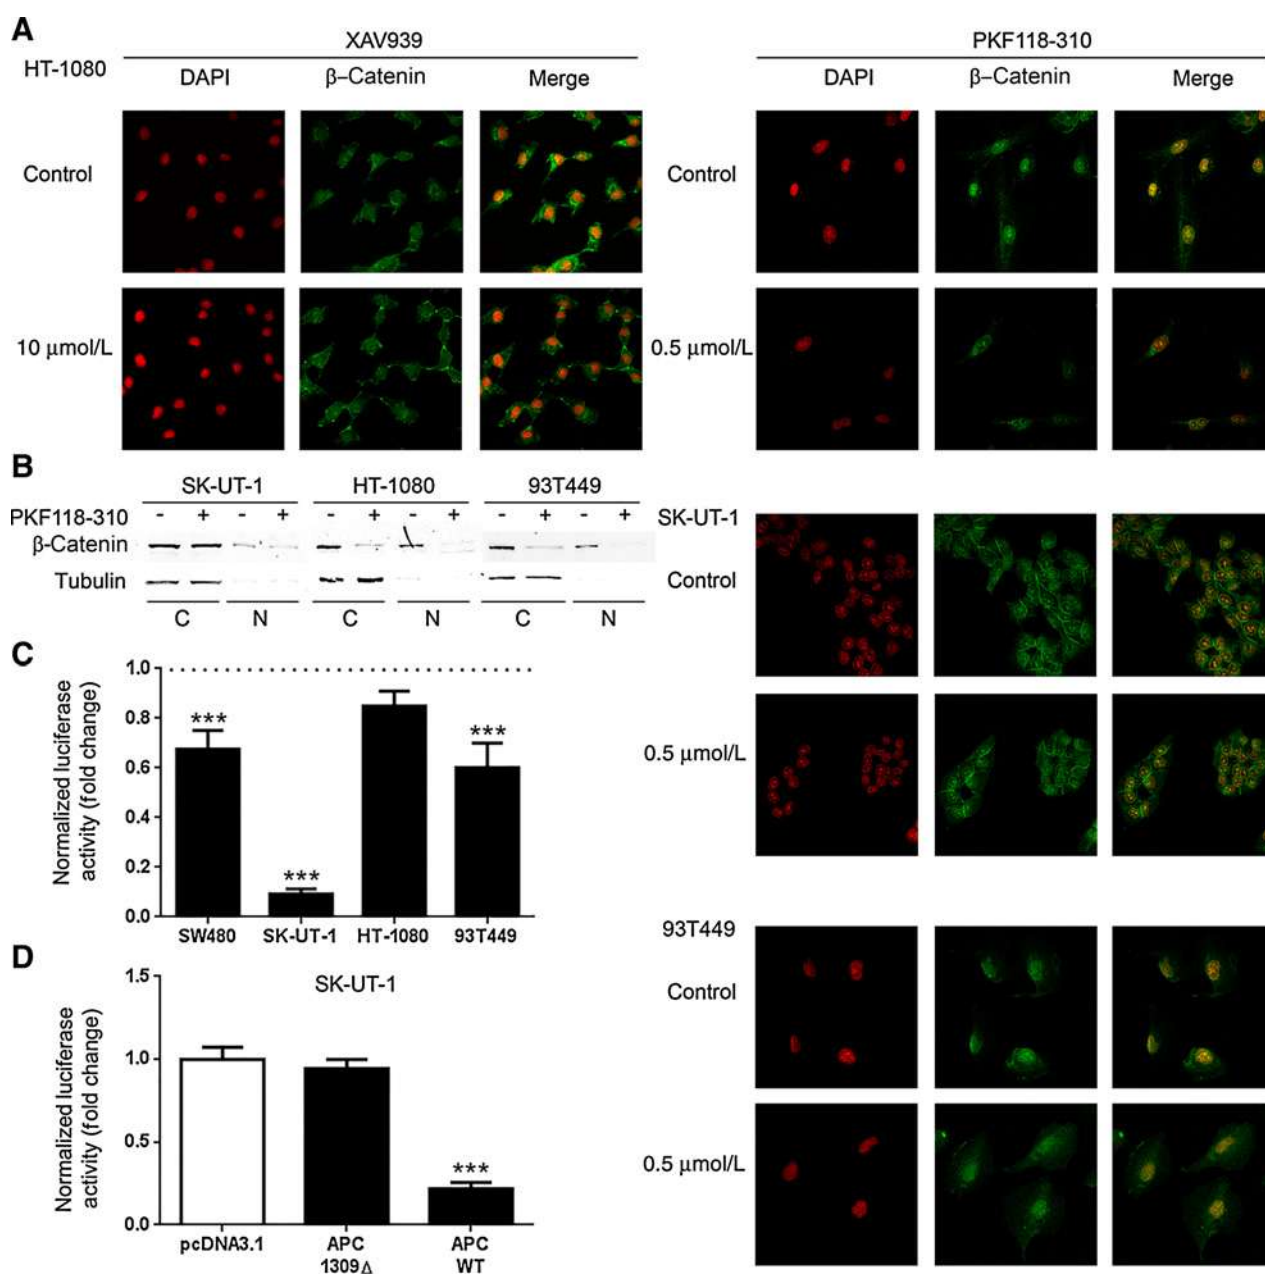 A
XAV939
PKF118-310
HT-1080
DAPI
β–Catenin
Merge
DAPI
β–Catenin
Merge
Control
Control
10 μmol/L
0.5 μmol/L
B
SK-UT-1
HT-1080
93T449
PKF118-310
- + - + - + - + - + - +
β-Catenin
Tubulin
C N C N C N
SK-UT-1
Control
0.5 μmol/L
93T449
Control
0.5 μmol/L
C
Normalized luciferase
activity (fold change)
1.0
0.8
0.6
0.4
0.2
0.0
***
***
***
SW480
SK-UT-1
HT-1080
93T449
D
SK-UT-1
Normalized luciferase
activity (fold change)
1.5
1.0
0.5
0.0
***
pcDNA3.1
APC
1309Δ
APC
WT